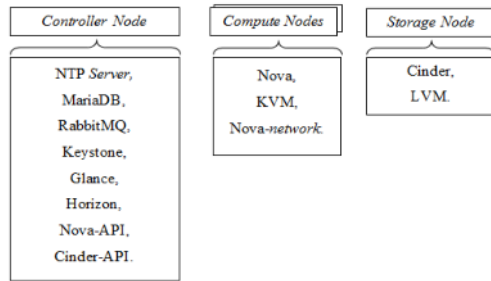 Controller Node
NTP Server,
MariaDB,
RabbitMQ,
Keystone,
Glance,
Horizon,
Nova-API,
Cinder-API.
Compute Nodes
Nova,
KVM,
Nova-network.
Storage Node
Cinder,
LVM.